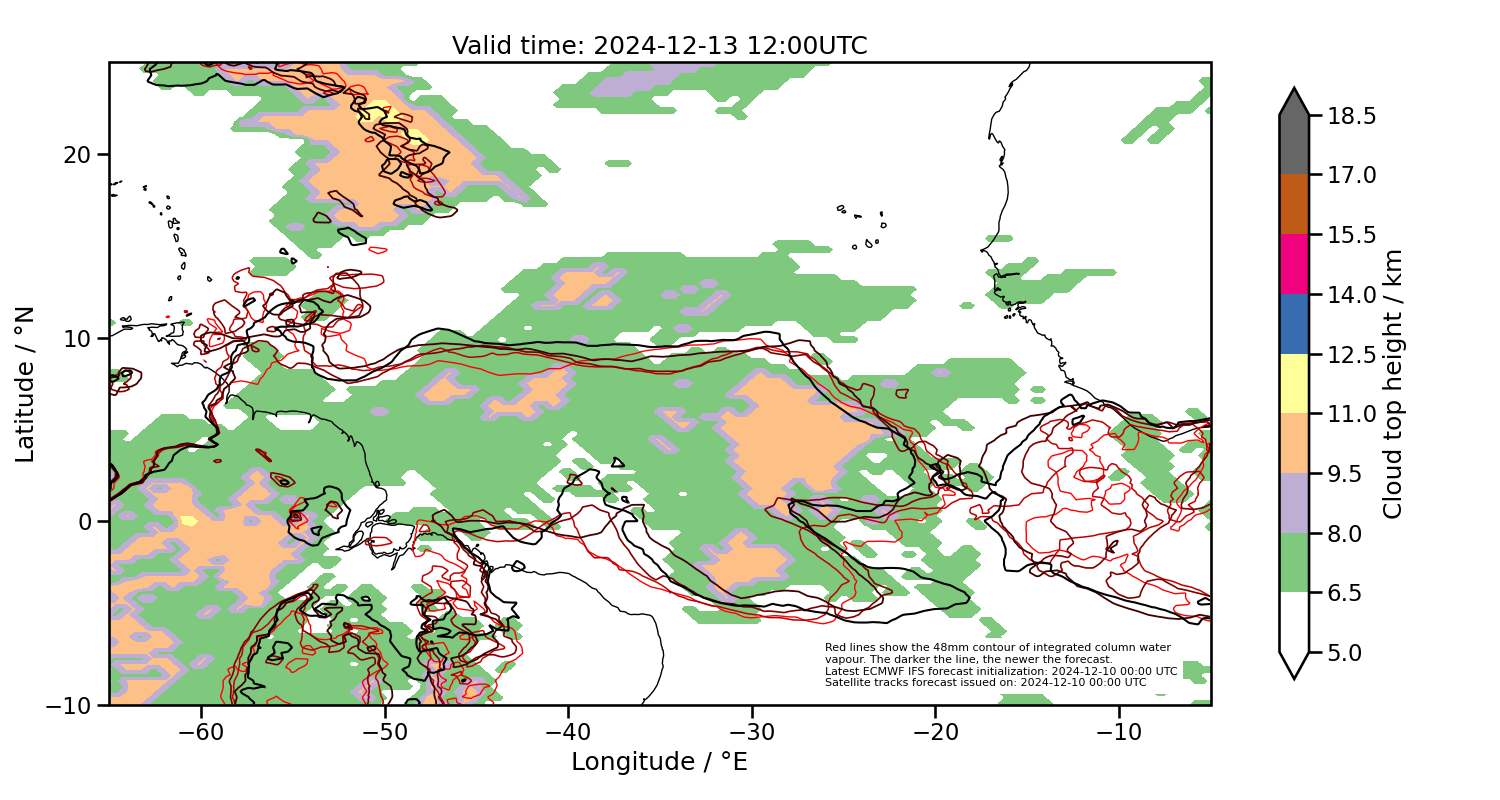 Valid time: 2024-12-13 12:00UTC
Latitude / °N
20
10
0
−10
−60
−50
−40
−30
−20
−10
Longitude / °E
Red lines show the 48mm contour of integrated column water
vapour. The darker the line, the newer the forecast.
Latest ECMWF IFS forecast initialization: 2024-12-10 00:00 UTC
Satellite tracks forecast issued on: 2024-12-10 00:00 UTC
18.5
17.0
15.5
14.0
12.5
11.0
9.5
8.0
6.5
5.0
Cloud top height / km